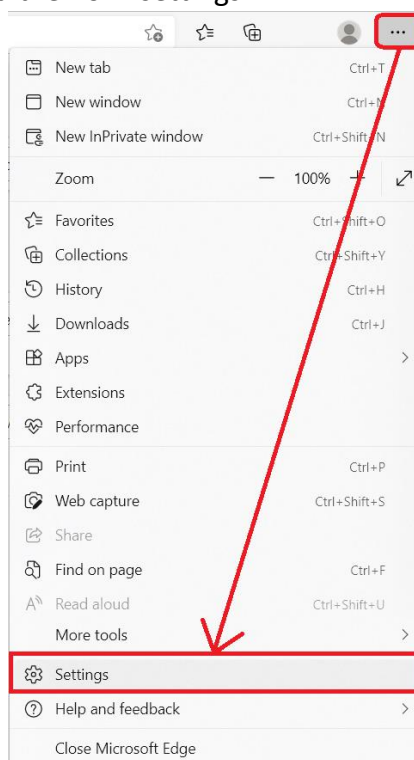 settings
...
New tab Ctrl+T
New window Ctrl+N
New InPrivate window Ctrl+Shift+N
Zoom — 100% +
Favorites Ctrl+Shift+O
Collections Ctrl+Shift+Y
History Ctrl+H
Downloads Ctrl+J
Apps >
Extensions
Performance
Print Ctrl+P
Web capture Ctrl+Shift+S
Share
Find on page Ctrl+F
Read aloud Ctrl+Shift+U
More tools >
Settings
Help and feedback >
Close Microsoft Edge